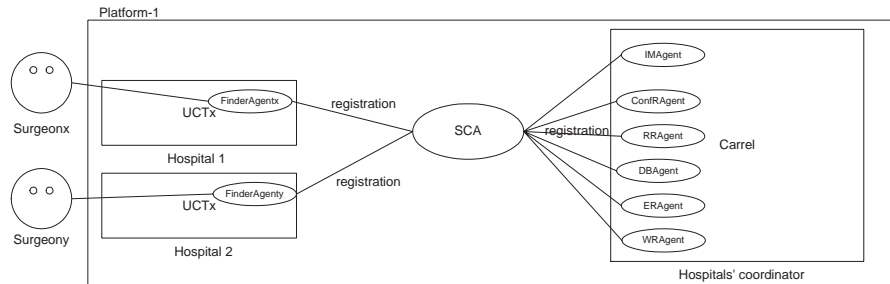 Platform-1
Surgeonx
FinderAgentx
UCTx
Hospital 1
registration
Surgeony
FinderAgenty
UCTx
Hospital 2
registration
SCA
registration
IMAgent
ConfRAgent
RRAgent
DBAgent
ERAgent
WRAgent
Carrel
Hospitals' coordinator